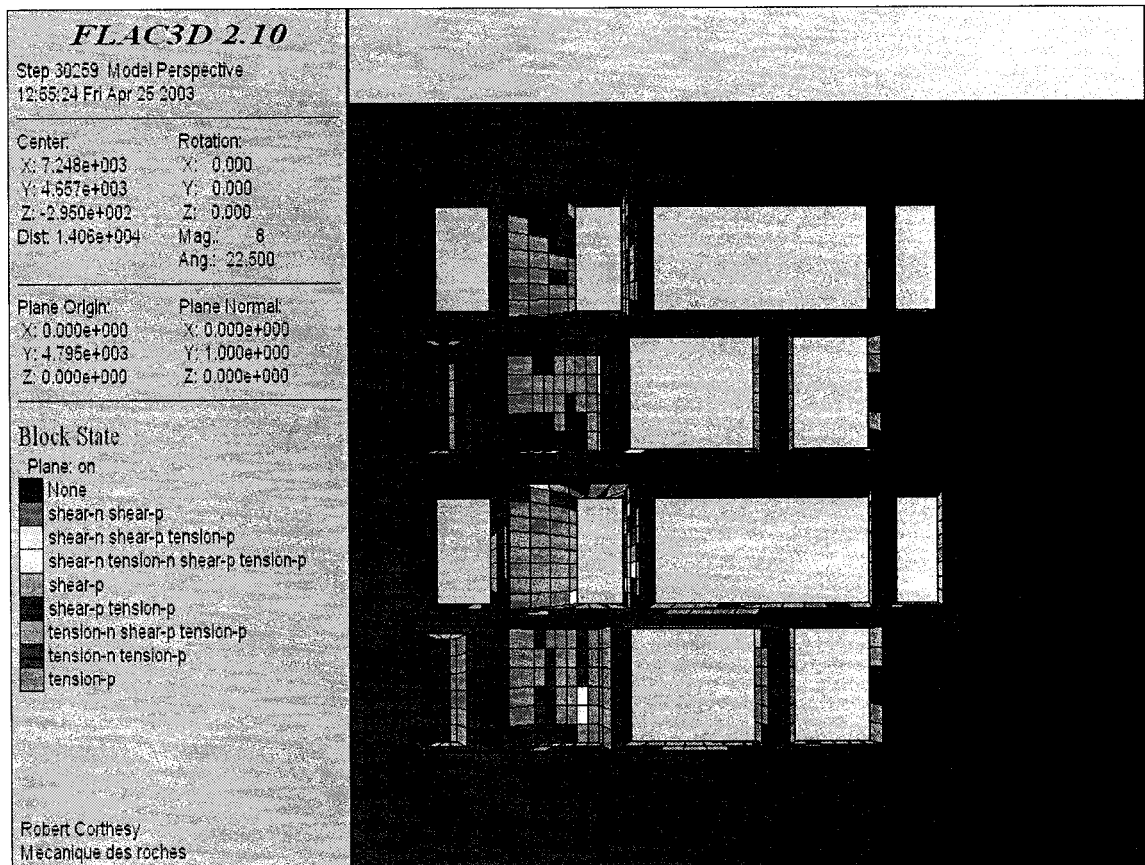 FLAC3D 2.10
Step 30259 Model Perspective
12:55:24 Fri Apr 25 2003
Center:
X: 7.248e+003
Y: 4.657e+003
Z: -2.950e+002
Dist: 1.406e+004
Rotation:
X: 0.000
Y: 0.000
Z: 0.000
Mag.: 6
Ang.: 22.500
Plane Origin:
X: 0.000e+000
Y: 4.795e+003
Z: 0.000e+000
Plane Normal:
X: 0.000e+000
Y: 1.000e+000
Z: 0.000e+000
Block State
Plane: on
None
shear-n shear-p
shear-n shear-p tension-p
shear-n tension-n shear-p tension-p
shear-p
shear-p tension-p
tension-n shear-p tension-p
tension-n tension-p
tension-p
Robert Corthesy
Mecanique des roches